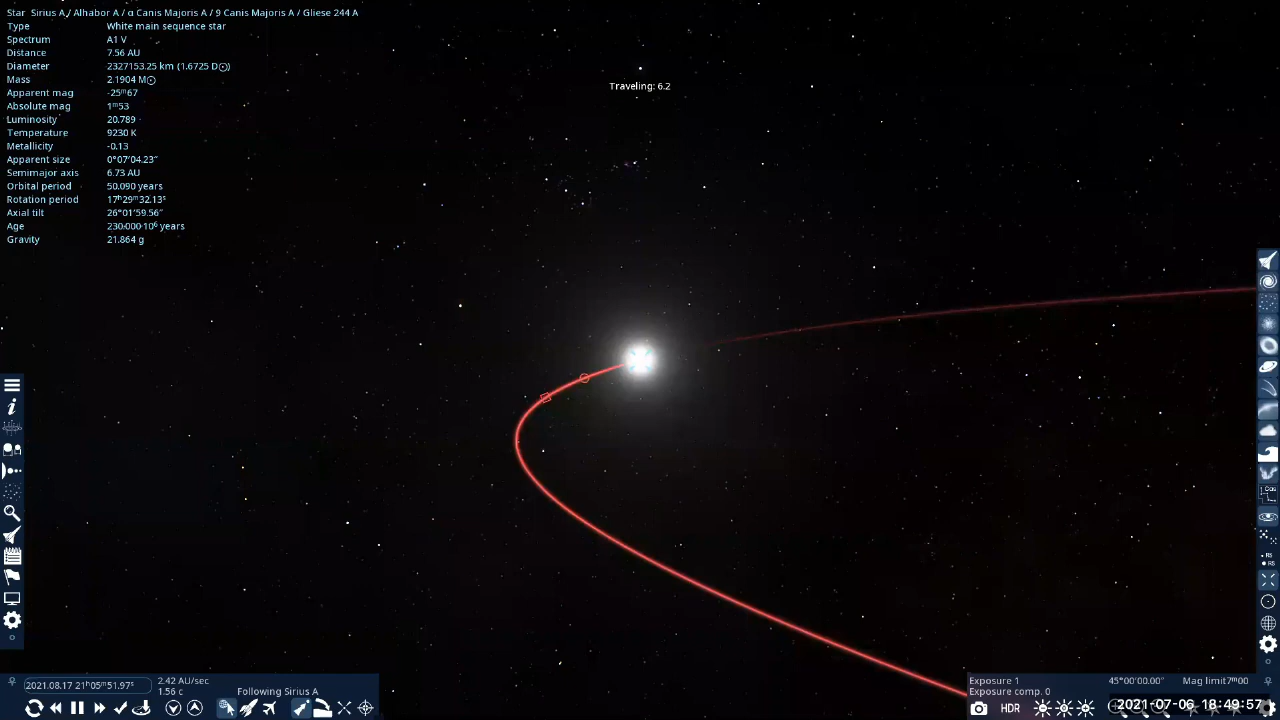 Star Sirius A / Alhabor A / α Canis Majoris A / 9 Canis Majoris A / Gliese 244 A
Type White main sequence star
Spectrum A1 V
Distance 7.56 AU
Diameter 2327153.25 km (1.6725 D☉)
Mass 2.1904 M☉
Apparent mag -25ᵐ67
Absolute mag 1ᵐ53
Luminosity 20.789
Temperature 9230 K
Metallicity -0.13
Apparent size 0°07'04.23"
Semimajor axis 6.73 AU
Orbital period 50.090 years
Rotation period 17ʰ29ᵐ32.13ˢ
Axial tilt 26°01'59.56"
Age 230.000·10⁶ years
Gravity 21.864 g
Traveling: 6.2
1 Gas
RS
RS
2021.08.17 21ʰ05ᵐ51.97ˢ
2.42 AU/sec
1.56 c
Following Sirius A
Exposure 1
Exposure comp. 0
45°00'00.00"
Mag limit 7ᵐ00
HDR
2021-07-06 18:49:57